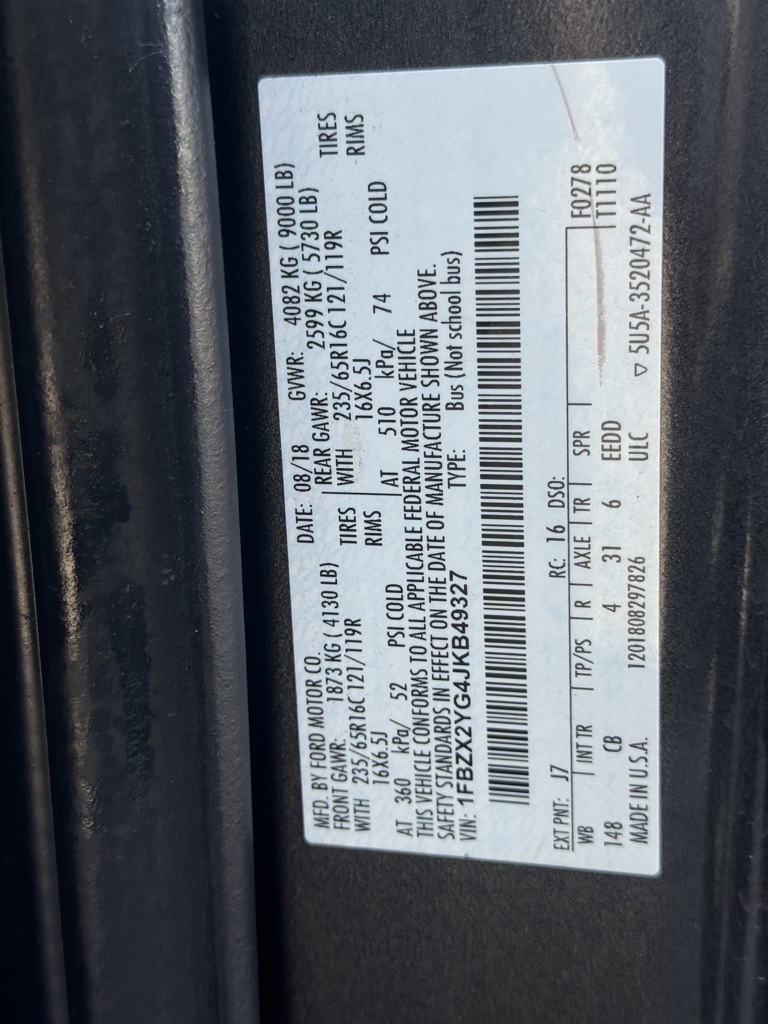 MFD. BY FORD MOTOR CO. DATE: 08/18 GVWR: 4082 KG ( 9000 LB)
FRONT GAWR: 1873 KG ( 4130 LB) REAR GAWR: 2599 KG ( 5730 LB)
WITH 235/65R16C 121/119R TIRES WITH 235/65R16C 121/119R TIRES
16X6.5J RIMS 16X6.5J RIMS
AT 360 kPa/ 52 PSI COLD AT 510 kPa/ 74 PSI COLD
THIS VEHICLE CONFORMS TO ALL APPLICABLE FEDERAL MOTOR VEHICLE
SAFETY STANDARDS IN EFFECT ON THE DATE OF MANUFACTURE SHOWN ABOVE.
VIN: 1FBZX2YG4JKB49327 TYPE: Bus (Not school bus)
EXT PNT: J7 RC: 16 DSO:
WB INT TR TP/PS R AXLE TR SPR F0278
148 CB 4 31 6 EEDD T1110
MADE IN U.S.A. 1201808297826 ULC ▽ 5U5A-3520472-AA